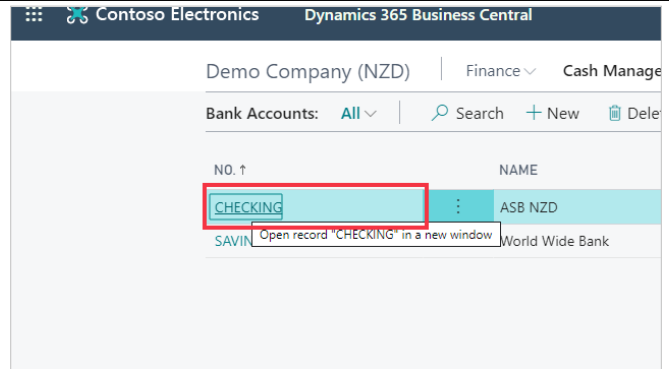 Contoso Electronics Dynamics 365 Business Central
Demo Company (NZD) Finance Cash Manage
Bank Accounts: All Search + New Dele
NO. ↑ NAME
CHECKING ASB NZD
Open record "CHECKING" in a new window
SAVIN World Wide Bank